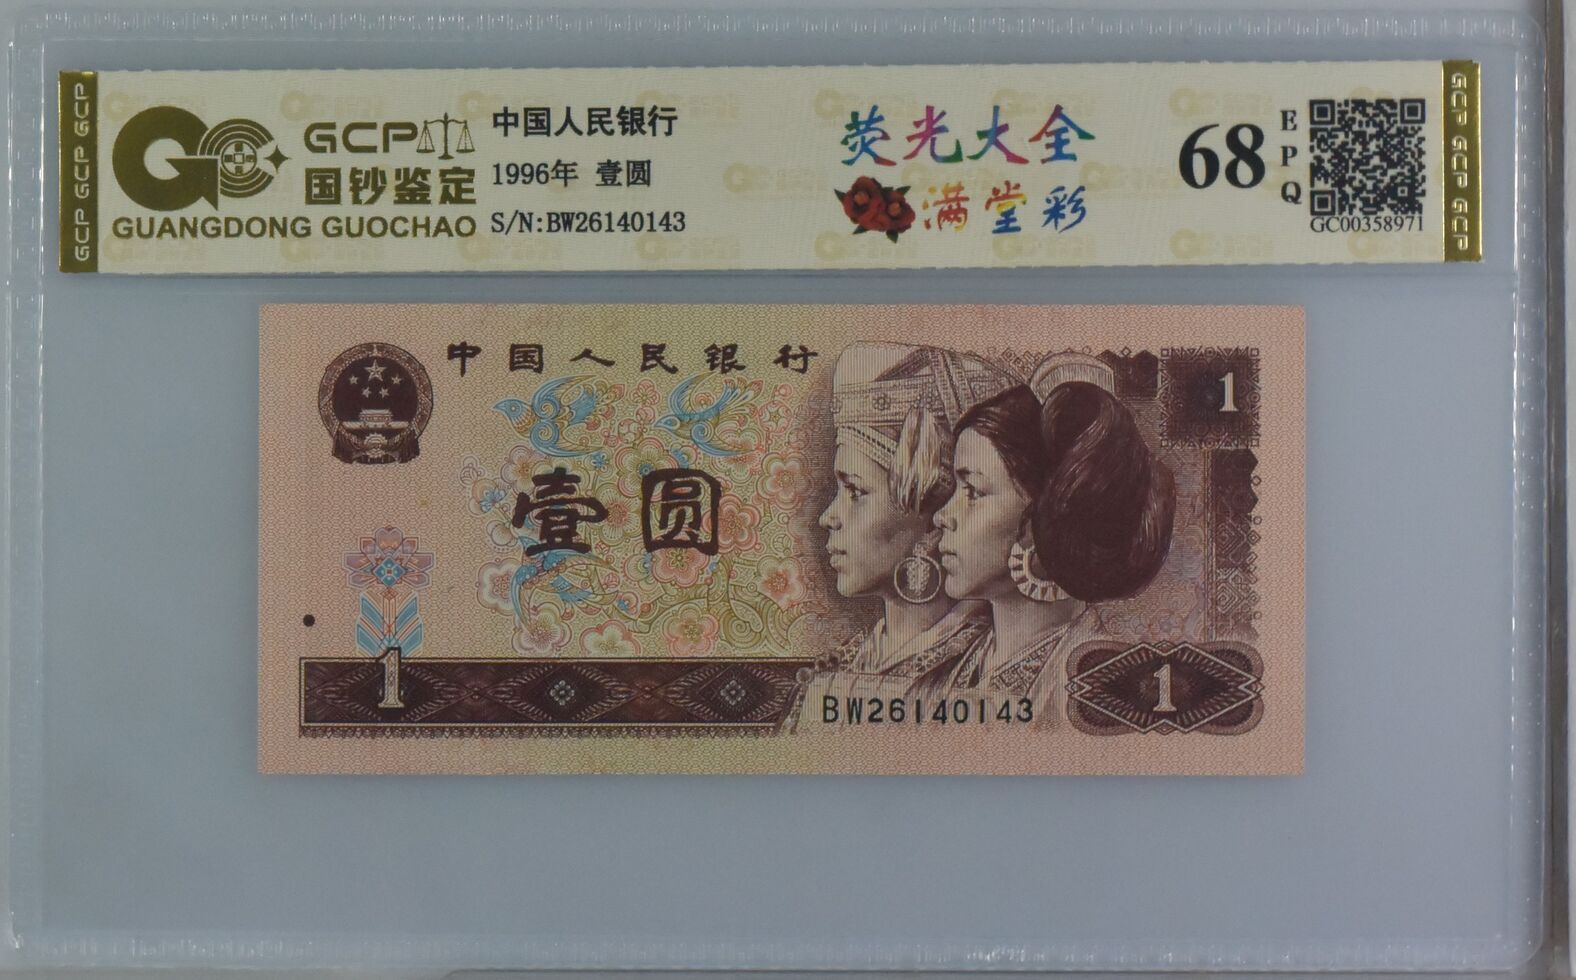 GCP GCP GCP
GCP
国钞鉴定
GUANGDONG GUOCHAO
中国人民银行
1996年 壹圆
S/N:BW26140143
荧光大全
满堂彩
68
EPQ
GC00358971
GCP GCP GCP
中国人民银行
1
壹圆
1
BW26140143
1